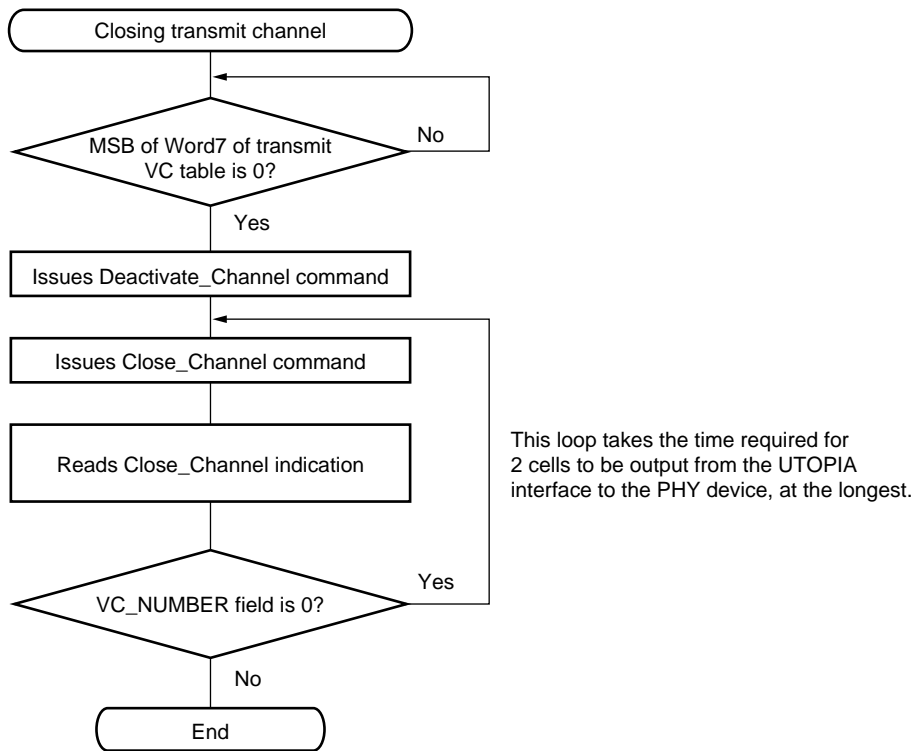 Closing transmit channel
No
MSB of Word7 of transmit
VC table is 0?
Yes
Issues Deactivate_Channel command
Issues Close_Channel command
Reads Close_Channel indication
This loop takes the time required for
2 cells to be output from the UTOPIA
interface to the PHY device, at the longest.
Yes
VC_NUMBER field is 0?
No
End